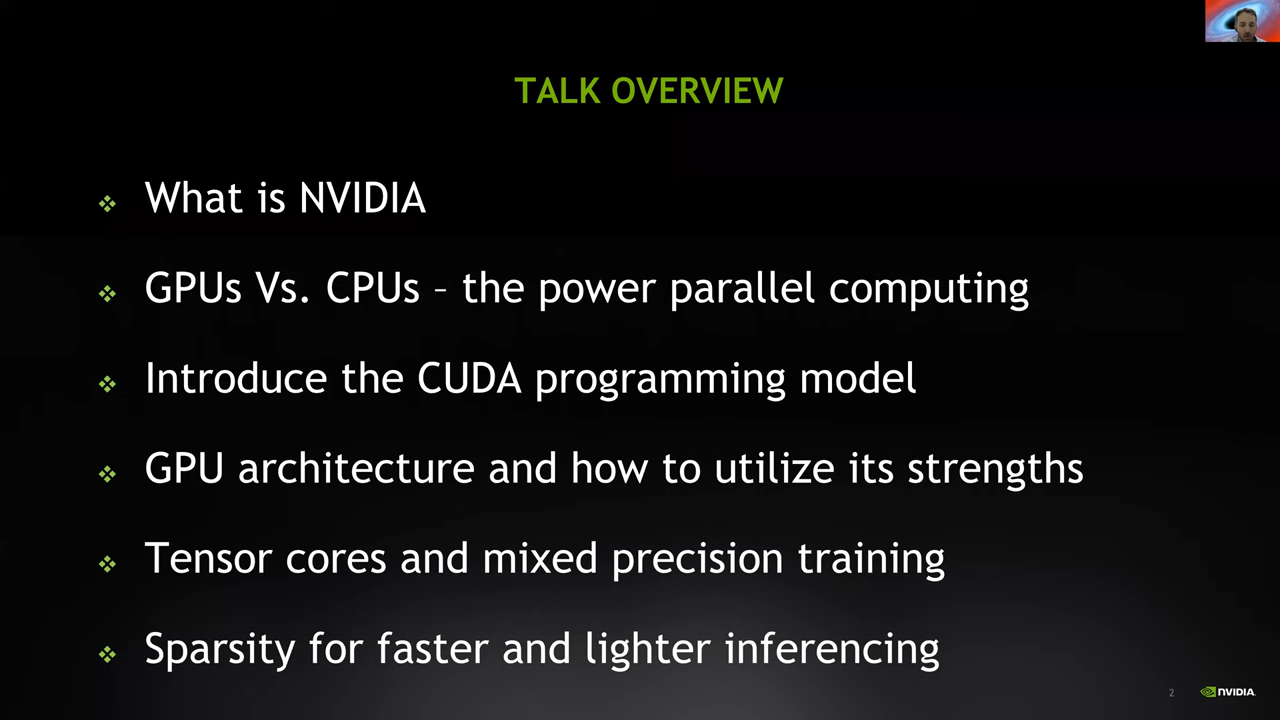 TALK OVERVIEW
What is NVIDIA
GPUs Vs. CPUs – the power parallel computing
Introduce the CUDA programming model
GPU architecture and how to utilize its strengths
Tensor cores and mixed precision training
Sparsity for faster and lighter inferencing
2
NVIDIA.